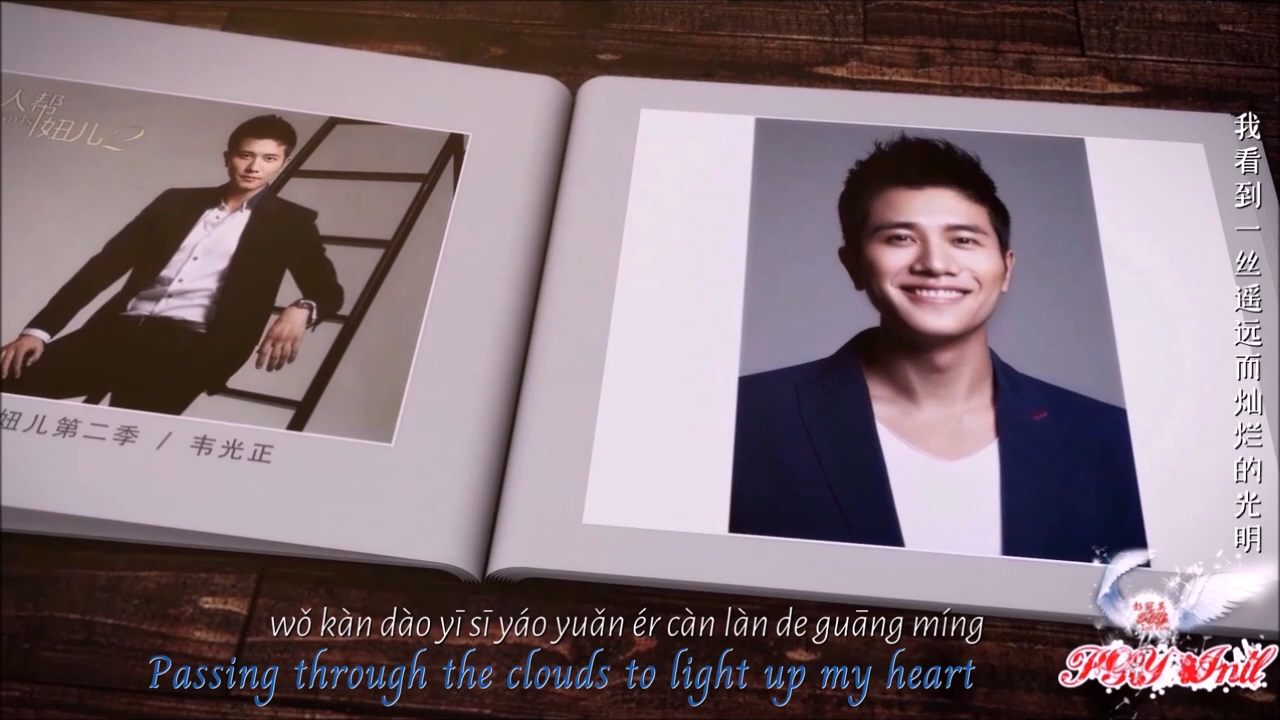 人帮
妞儿2
妞儿第二季 / 韦光正
我看到一丝遥远而灿烂的光明
wǒ kàn dào yī sī yáo yuǎn ér càn làn de guāng míng
Passing through the clouds to light up my heart
PGY Intl